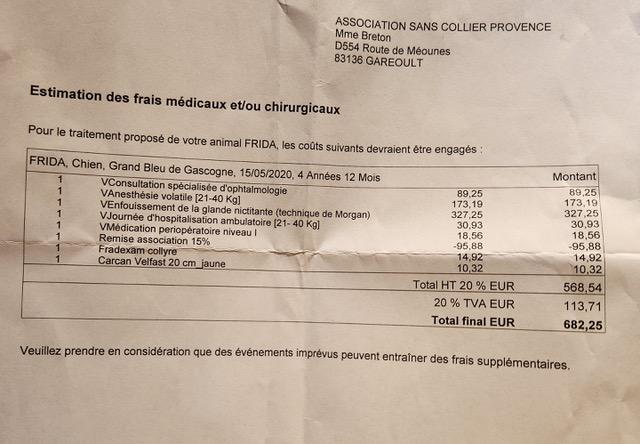 ASSOCIATION SANS COLLIER PROVENCE
Mme Breton
D554 Route de Méounes
83136 GAREOULT
Estimation des frais médicaux et/ou chirurgicaux
Pour le traitement proposé de votre animal FRIDA, les coûts suivants devraient être engagés :
FRIDA, Chien, Grand Bleu de Gascogne, 15/05/2020, 4 Années 12 Mois Montant
1 VConsultation spécialisée d'ophtalmologie 89,25 89,25
1 VAnesthésie volatile [21-40 Kg] 173,19 173,19
1 VEnfouissement de la glande nictitante (technique de Morgan) 327,25 327,25
1 VJournée d'hospitalisation ambulatoire [21- 40 Kg] 30,93 30,93
1 VMédication periopératoire niveau I 18,56 18,56
1 Remise association 15% -95,88 -95,88
1 Fradexam collyre 14,92 14,92
1 Carcan Velfast 20 cm_jaune 10,32 10,32
Total HT 20 % EUR 568,54
20 % TVA EUR 113,71
Total final EUR 682,25
Veuillez prendre en considération que des événements imprévus peuvent entraîner des frais supplémentaires.